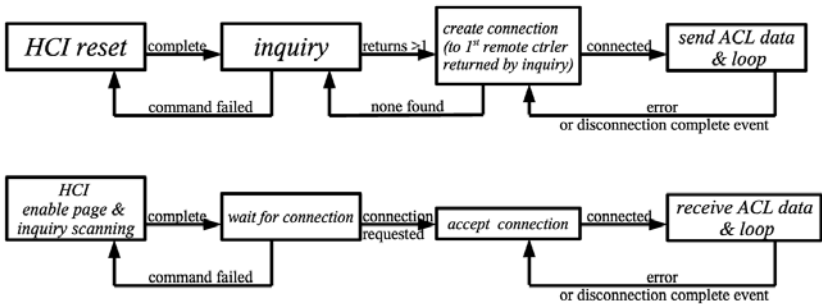 HCI reset
complete
inquiry
returns >1
create connection
(to 1st remote ctrler
returned by inquiry)
connected
send ACL data
& loop
command failed
none found
error
or disconnection complete event
HCI
enable page &
inquiry scanning
complete
wait for connection
connection
requested
accept connection
connected
receive ACL data
& loop
command failed
error
or disconnection complete event